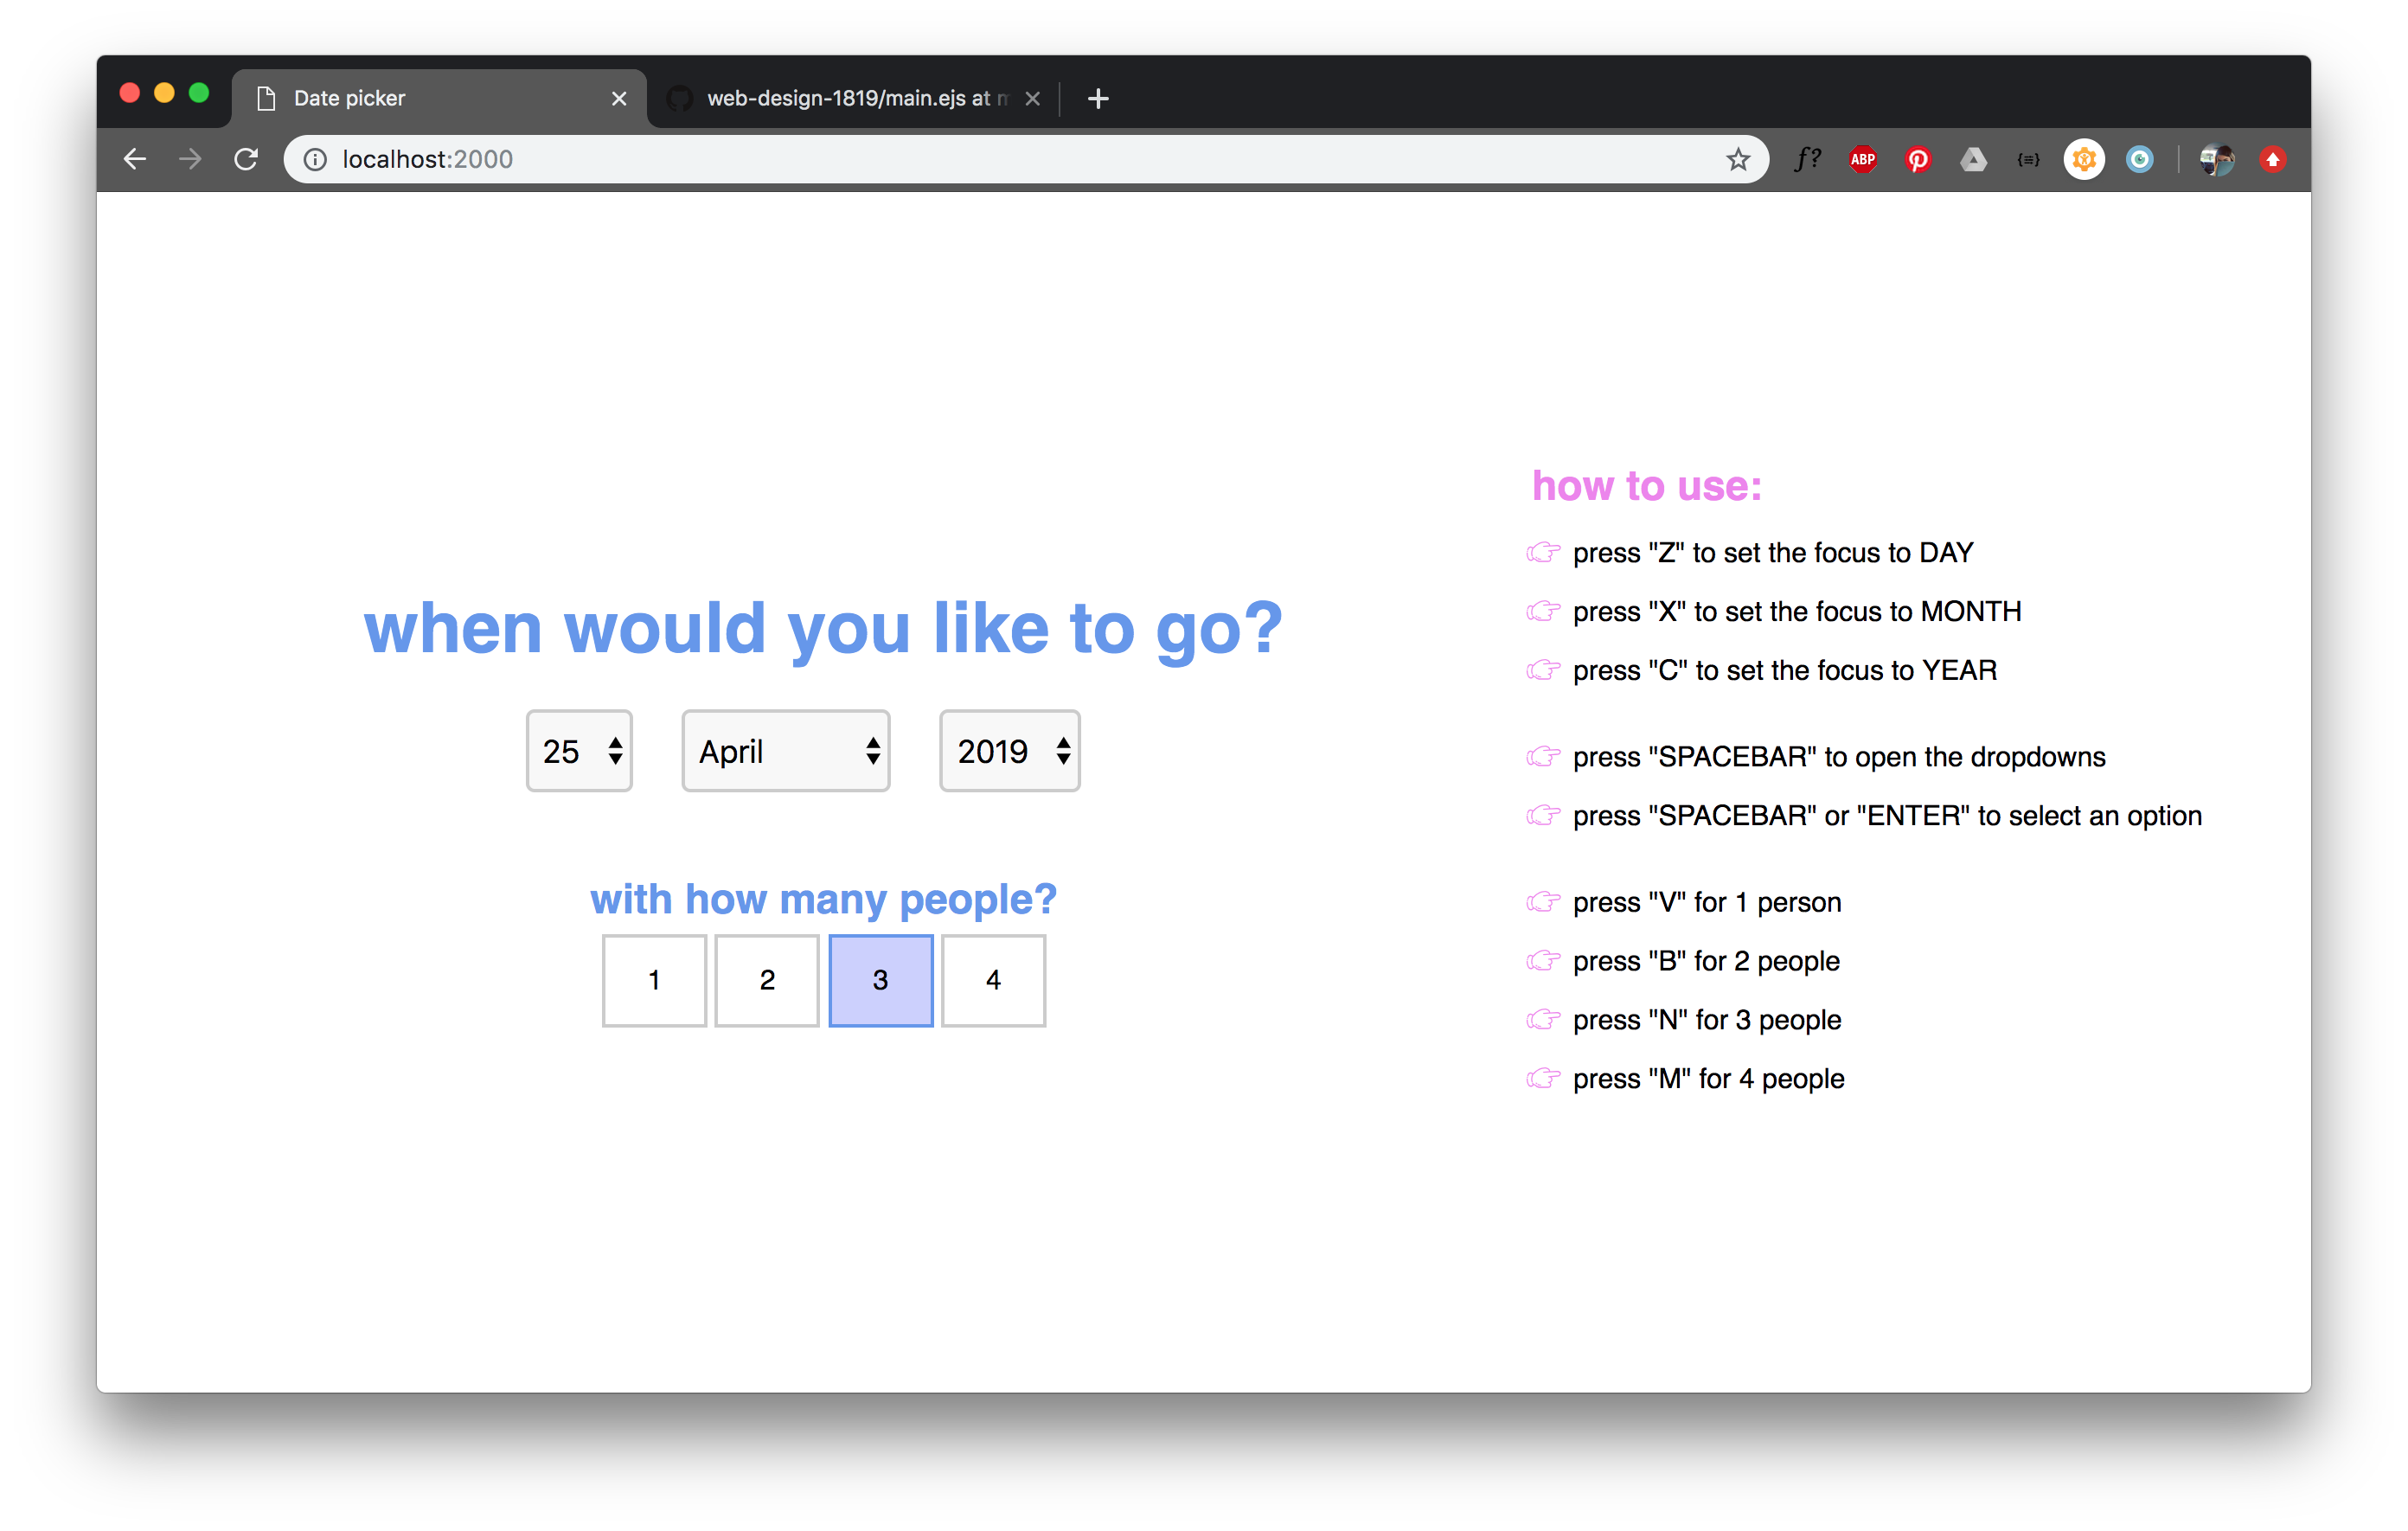 Date picker
web-design-1819/main.ejs at m
localhost:2000
f?
ABP
{≡}
when would you like to go?
25 April 2019
with how many people?
1 2 3 4
how to use:
press "Z" to set the focus to DAY
press "X" to set the focus to MONTH
press "C" to set the focus to YEAR
press "SPACEBAR" to open the dropdowns
press "SPACEBAR" or "ENTER" to select an option
press "V" for 1 person
press "B" for 2 people
press "N" for 3 people
press "M" for 4 people